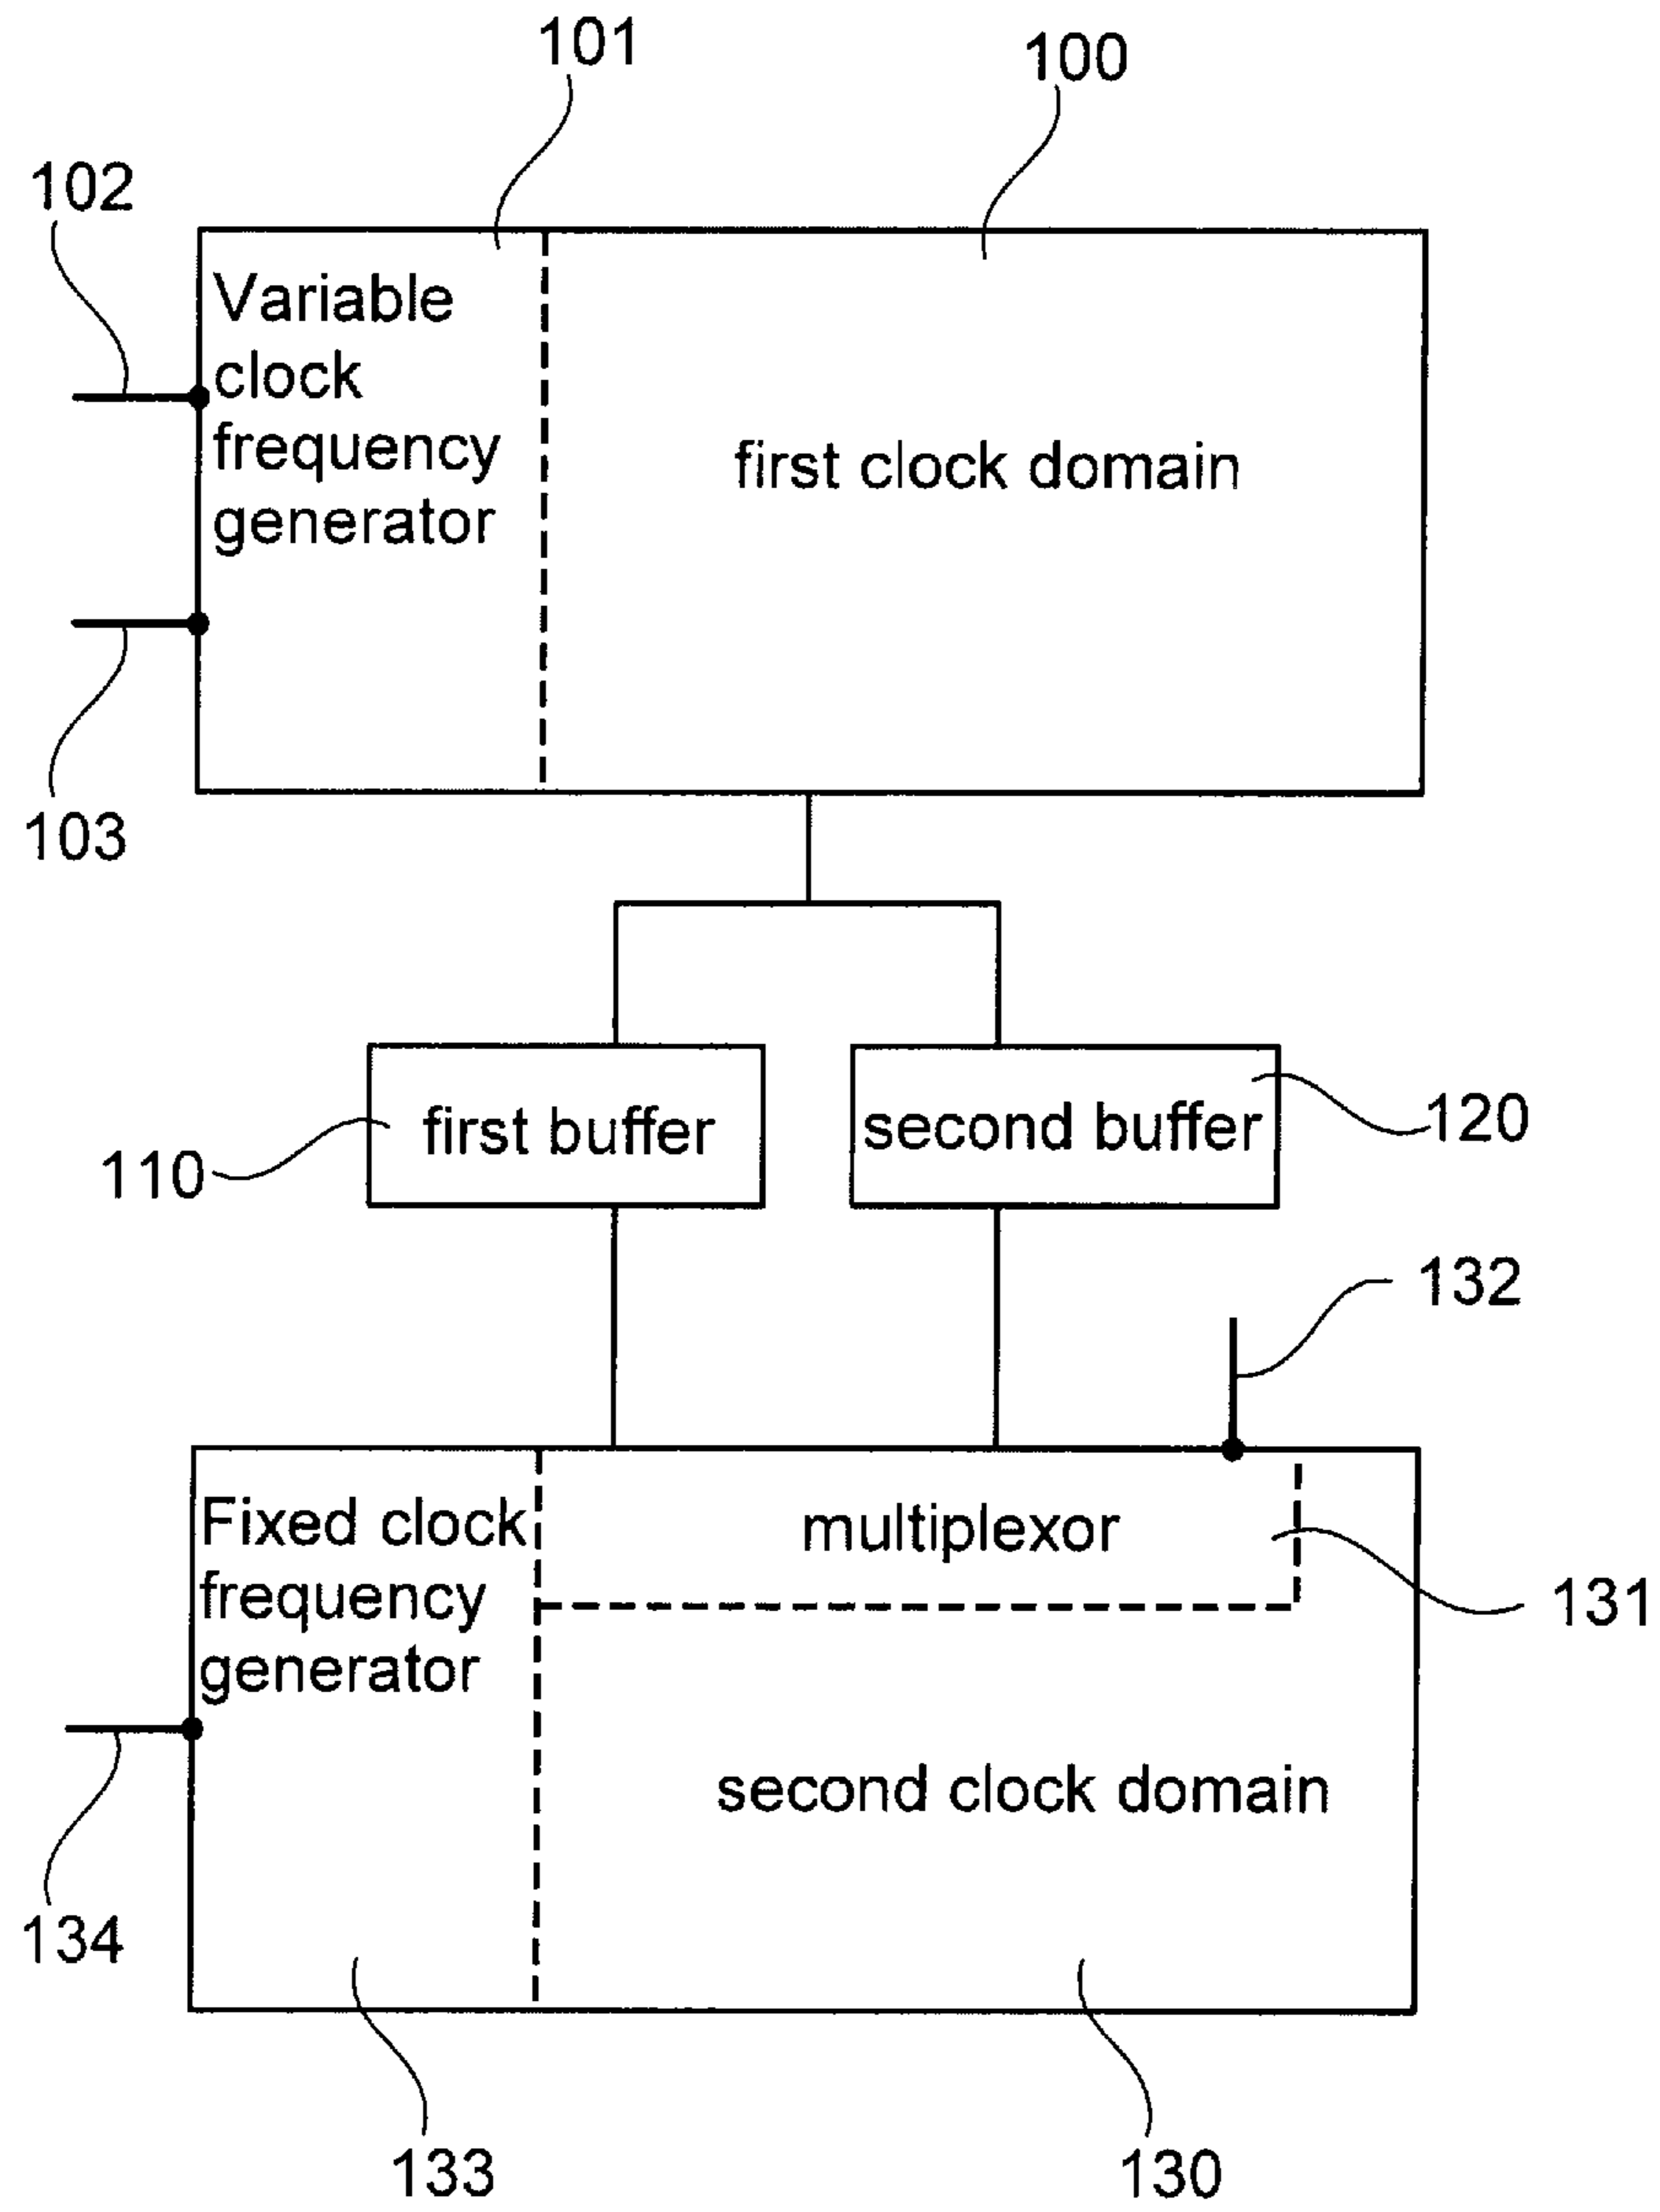 101
100
102
Variable
clock
frequency
generator
first clock domain
103
first buffer
second buffer
120
110
132
Fixed clock
frequency
generator
multiplexor
131
second clock domain
134
133
130